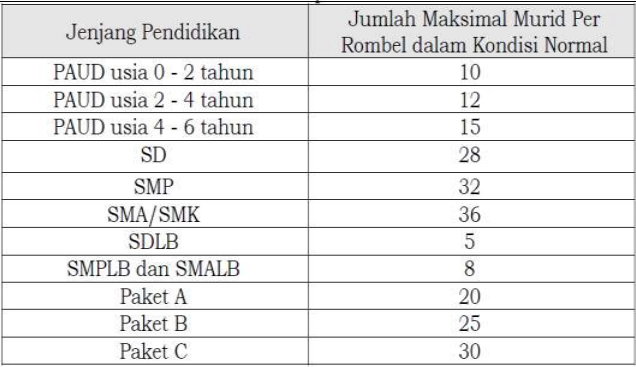 Jenjang Pendidikan
Jumlah Maksimal Murid Per
Rombel dalam Kondisi Normal
PAUD usia 0 - 2 tahun 10
PAUD usia 2 - 4 tahun 12
PAUD usia 4 - 6 tahun 15
SD 28
SMP 32
SMA/SMK 36
SDLB 5
SMPLB dan SMALB 8
Paket A 20
Paket B 25
Paket C 30